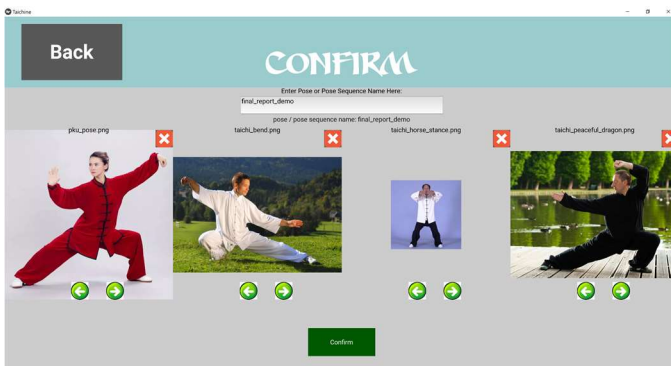 Taichine
Back
CONFIRM
Enter Pose or Pose Sequence Name Here:
final_report_demo
pose / pose sequence name: final_report_demo
pku_pose.png
taichi_bend.png
taichi_horse_stance.png
taichi_peaceful_dragon.png
Confirm